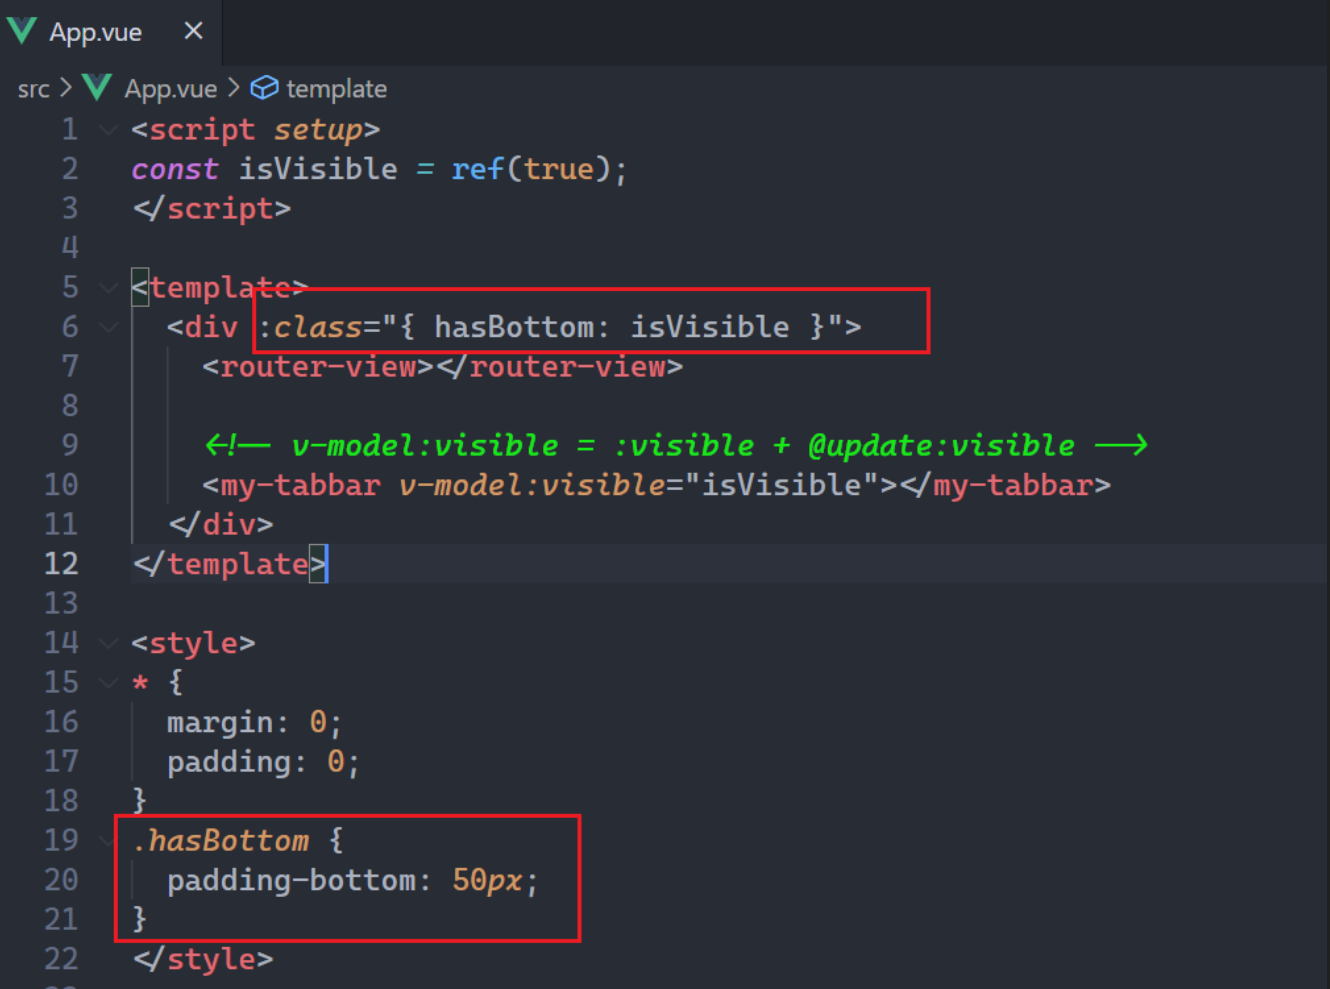 App.vue ×
src > App.vue > template
1 <script setup>
2 const isVisible = ref(true);
3 </script>
4
5 <template>
6   <div :class="{ hasBottom: isVisible }">
7     <router-view></router-view>
8
9     <!-- v-model:visible = :visible + @update:visible -->
10     <my-tabbar v-model:visible="isVisible"></my-tabbar>
11   </div>
12 </template>
13
14 <style>
15 * {
16   margin: 0;
17   padding: 0;
18 }
19 .hasBottom {
20   padding-bottom: 50px;
21 }
22 </style>